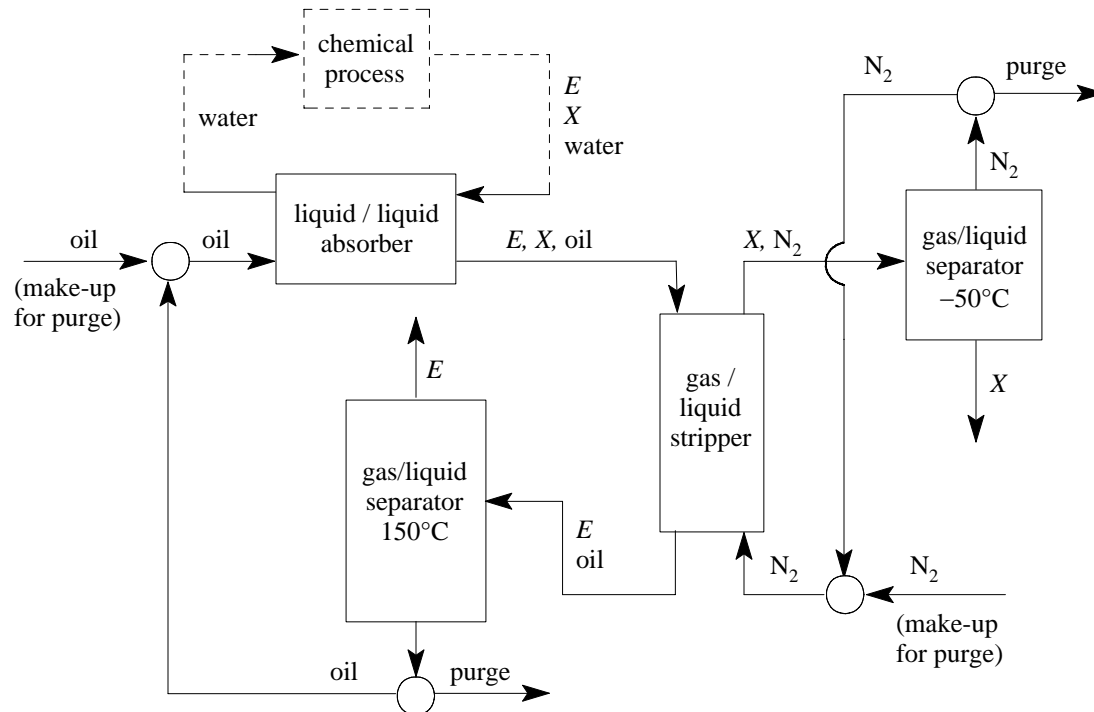 chemical
process
N₂
purge
E
X
water
water
N₂
liquid / liquid
absorber
gas/liquid
separator
−50°C
oil
oil
E, X, oil
X, N₂
(make-up
for purge)
E
gas /
liquid
stripper
X
gas/liquid
separator
150°C
E
oil
N₂
N₂
(make-up
for purge)
oil
purge